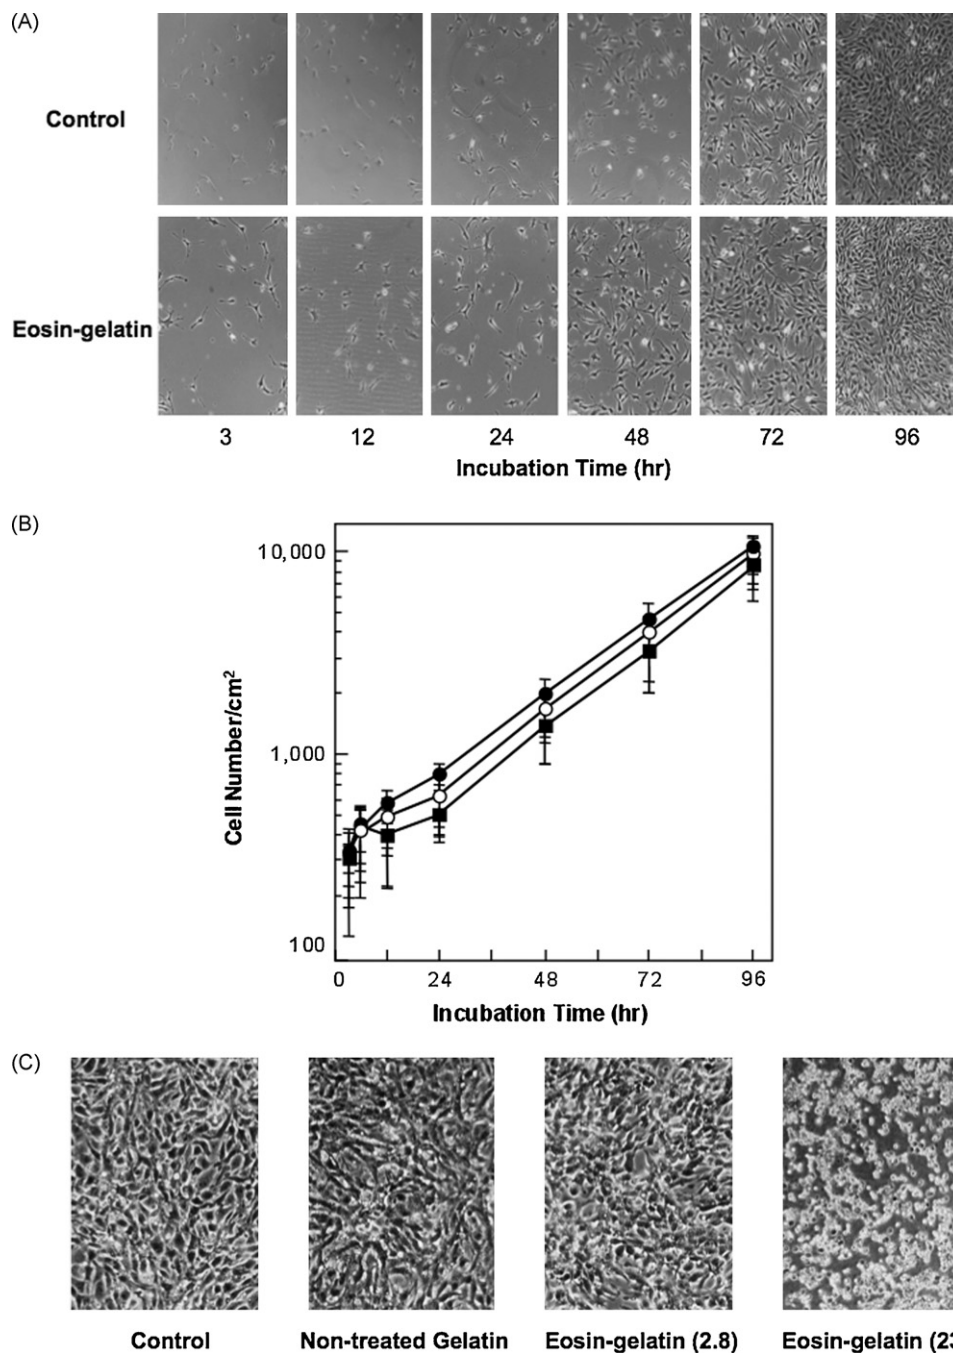 (A)
Control
Eosin-gelatin
3 12 24 48 72 96
Incubation Time (hr)
(B)
10,000
1,000
100
Cell Number/cm²
0 24 48 72 96
Incubation Time (hr)
(C)
Control Non-treated Gelatin Eosin-gelatin (2.8) Eosin-gelatin (23